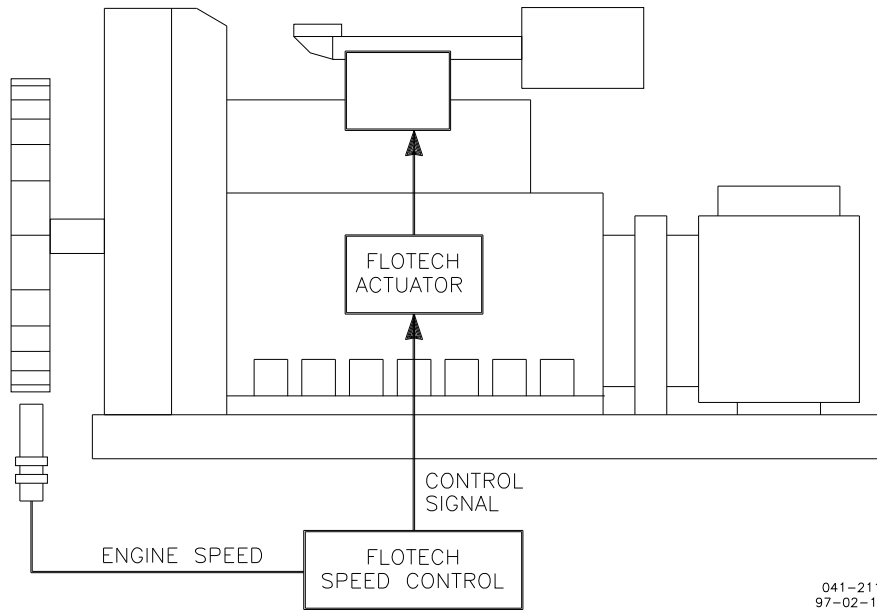 FLOTECH
ACTUATOR
CONTROL
SIGNAL
ENGINE SPEED
FLOTECH
SPEED CONTROL